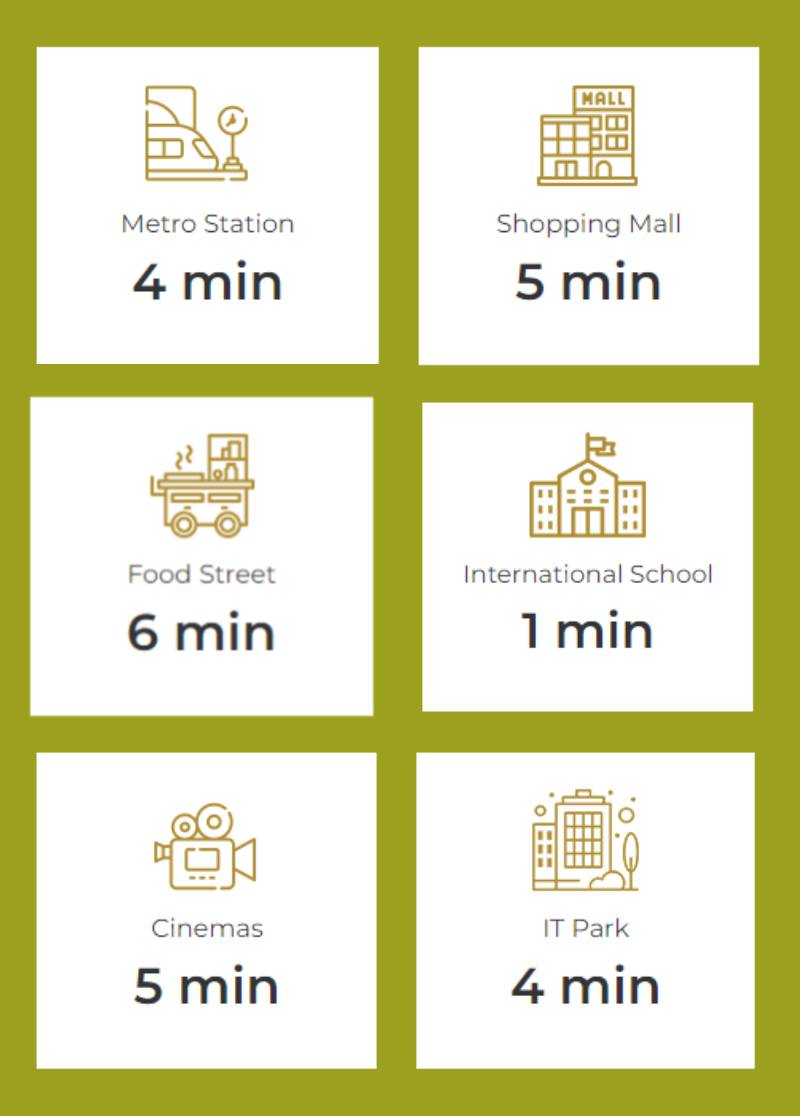 Metro Station
4 min
MALL
Shopping Mall
5 min
Food Street
6 min
International School
1 min
Cinemas
5 min
IT Park
4 min